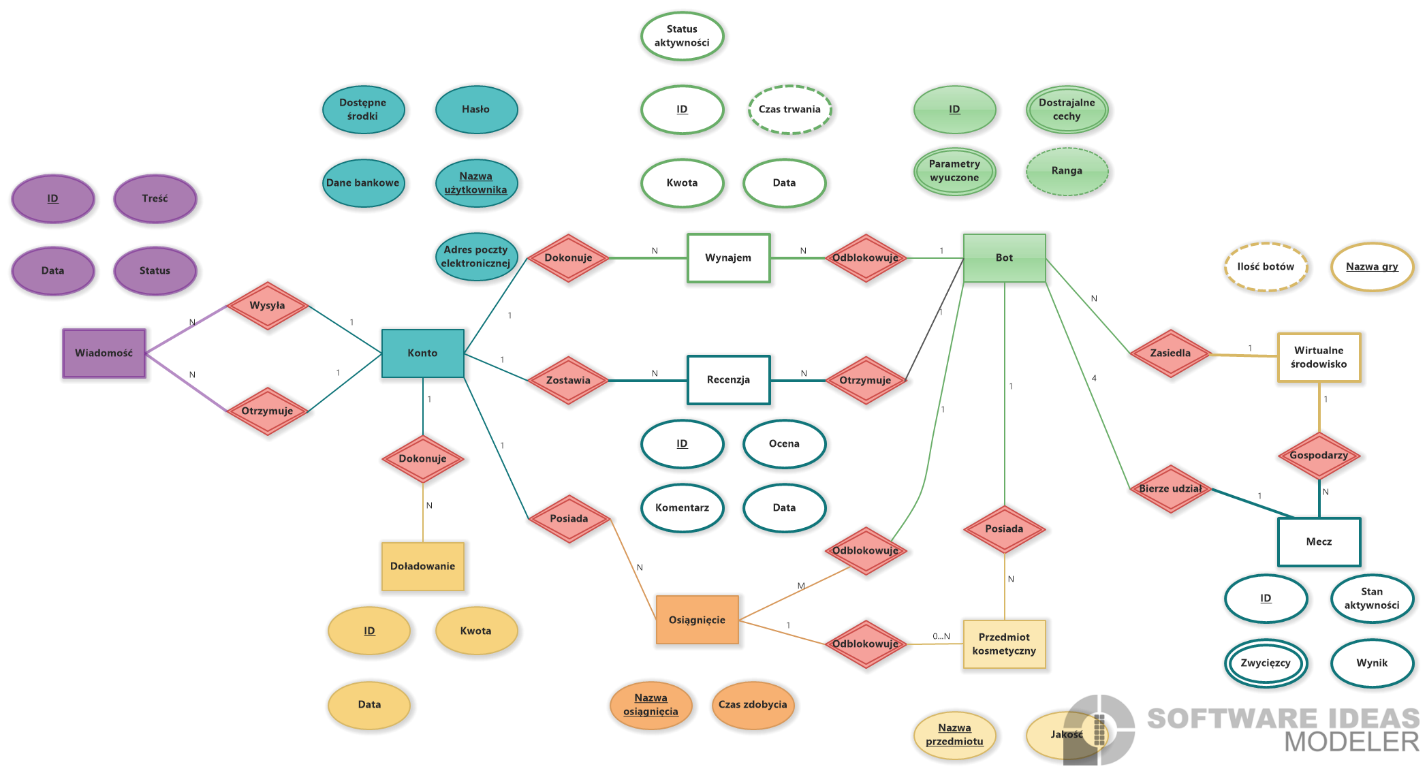 Status
aktywności
Dostępne
środki
Hasło
ID
Czas trwania
ID
Dostrajalne
cechy
Dane bankowe
Nazwa
użytkownika
Kwota
Data
Parametry
wyuczone
Ranga
ID
Treść
Data
Status
Adres poczty
elektronicznej
Dokonuje
N
Wynajem
N
Odblokowuje
1
Bot
Ilość botów
Nazwa gry
Wysyła
N
1
1
1
N
Wiadomość
Konto
1
Zostawia
N
Recenzja
N
Otrzymuje
Zasiedla
1
Wirtualne
środowisko
N
1
Otrzymuje
1
1
1
4
1
Dokonuje
1
ID
Ocena
Gospodarzy
N
Komentarz
Data
Bierze udział
1
N
Posiada
Posiada
Mecz
Doładowanie
N
Odblokowuje
M
N
ID
Stan
aktywności
ID
Kwota
Osiągnięcie
1
Odblokowuje
0...N
Przedmiot
kosmetyczny
Zwycięzcy
Wynik
Data
Nazwa
osiągnięcia
Czas zdobycia
Nazwa
przedmiotu
Jakość
SOFTWARE IDEAS
MODELER